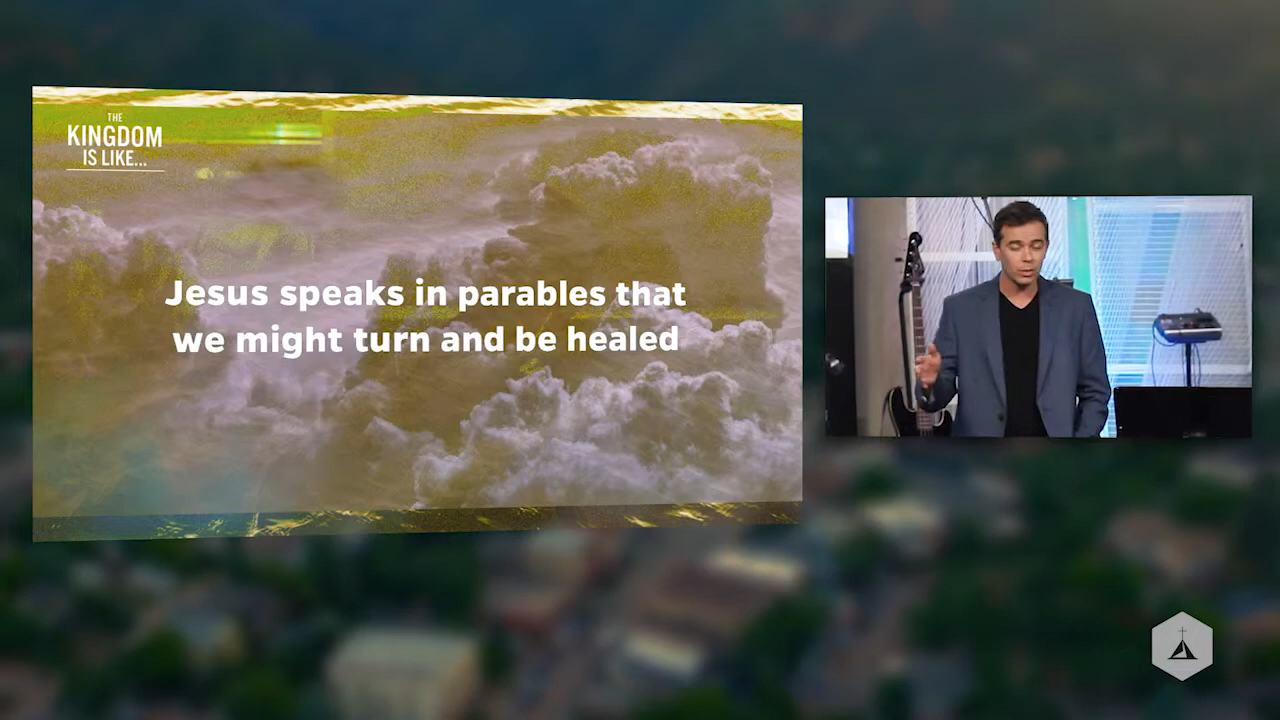 THE
KINGDOM
IS LIKE...
Jesus speaks in parables that
we might turn and be healed